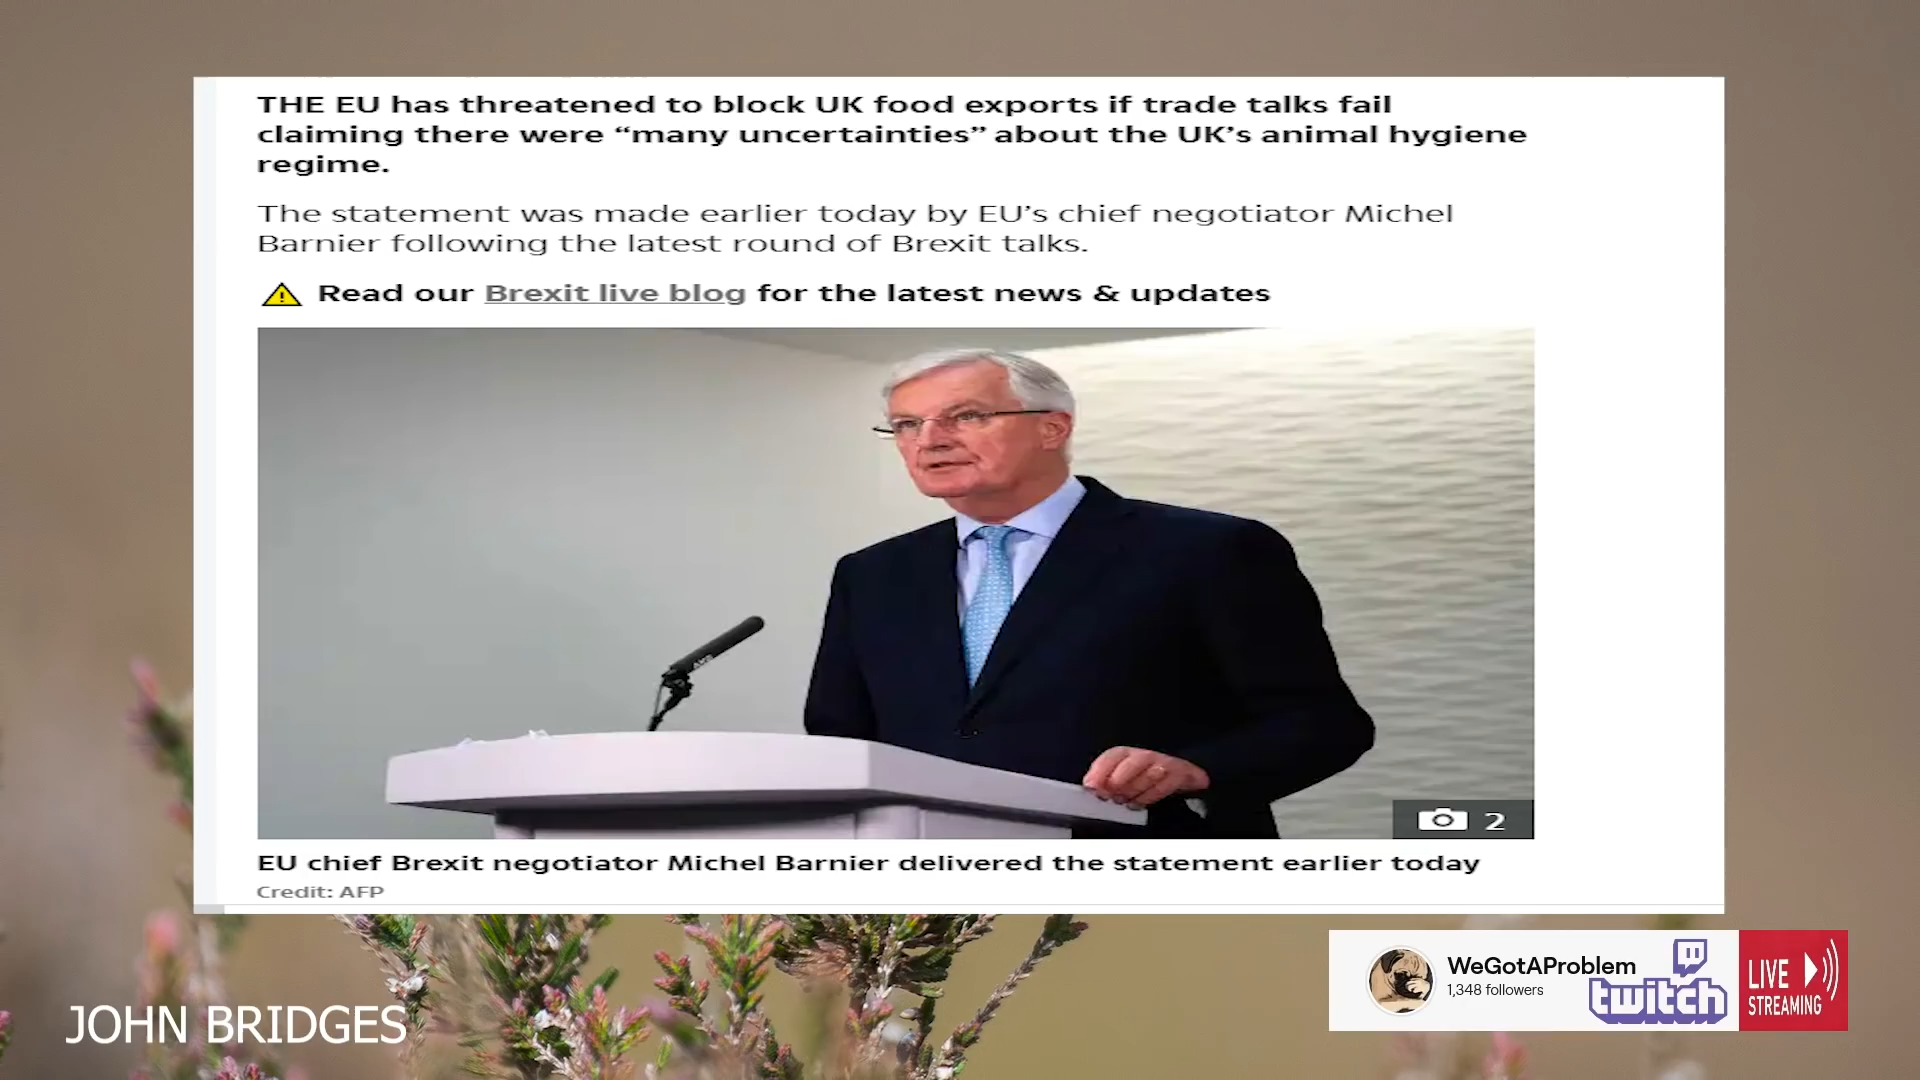 THE EU has threatened to block UK food exports if trade talks fail
claiming there were “many uncertainties” about the UK’s animal hygiene
regime.
The statement was made earlier today by EU’s chief negotiator Michel
Barnier following the latest round of Brexit talks.
Read our Brexit live blog for the latest news & updates
2
EU chief Brexit negotiator Michel Barnier delivered the statement earlier today
Credit: AFP
WeGotAProblem
1,348 followers
twitch
LIVE
STREAMING
JOHN BRIDGES